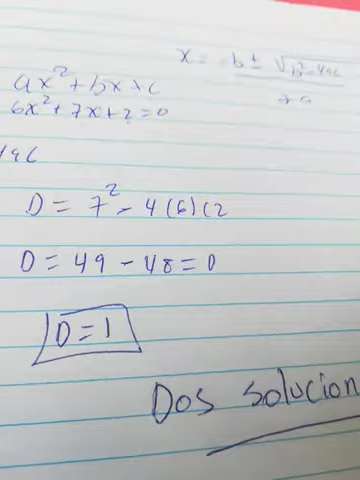 x = -b ± √b²-4ac
2a
ax² + bx + c
6x² + 7x + 2 = 0
4ac
D = 7² - 4(6)(2
D = 49 - 48 = 0
D = 1
Dos solucion